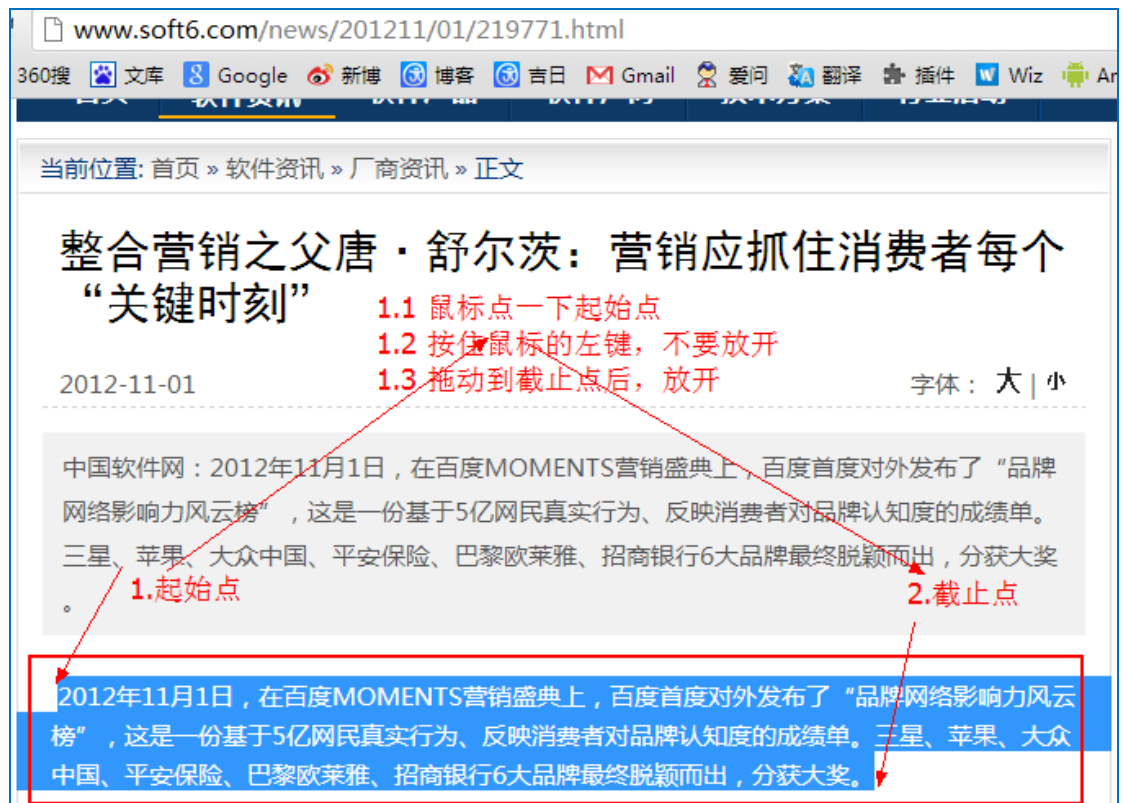 www.soft6.com/news/201211/01/219771.html
360搜 文库 Google 新博 博客 吉日 Gmail 爱问 翻译 插件 Wiz
当前位置: 首页 » 软件资讯 » 厂商资讯 » 正文
整合营销之父唐·舒尔茨：营销应抓住消费者每个
“关键时刻”
1.1 鼠标点一下起始点
1.2 按住鼠标的左键，不要放开
1.3 拖动到截止点后，放开
2012-11-01 字体： 大 | 小
中国软件网：2012年11月1日，在百度MOMENTS营销盛典上，百度首度对外发布了“品牌
网络影响力风云榜”，这是一份基于5亿网民真实行为、反映消费者对品牌认知度的成绩单。
三星、苹果、大众中国、平安保险、巴黎欧莱雅、招商银行6大品牌最终脱颖而出，分获大奖
。
1.起始点
2.截止点
2012年11月1日，在百度MOMENTS营销盛典上，百度首度对外发布了“品牌网络影响力风云
榜”，这是一份基于5亿网民真实行为、反映消费者对品牌认知度的成绩单。三星、苹果、大众
中国、平安保险、巴黎欧莱雅、招商银行6大品牌最终脱颖而出，分获大奖。